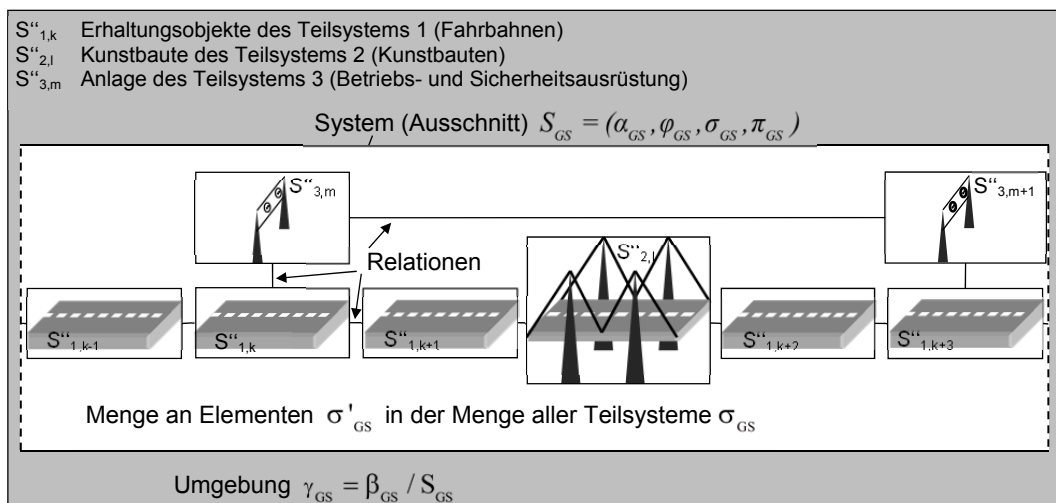 S“1,k Erhaltungsobjekte des Teilsystems 1 (Fahrbahnen)
S“2,l Kunstbaute des Teilsystems 2 (Kunstbauten)
S“3,m Anlage des Teilsystems 3 (Betriebs- und Sicherheitsausrüstung)
System (Ausschnitt) S_GS = (α_GS, φ_GS, σ_GS, π_GS)
S“3,m
S“3,m+1
Relationen
S“2,l
S“1,k-1
S“1,k
S“1,k+1
S“1,k+2
S“1,k+3
Menge an Elementen σ'_GS in der Menge aller Teilsysteme σ_GS
Umgebung γ_GS = β_GS / S_GS